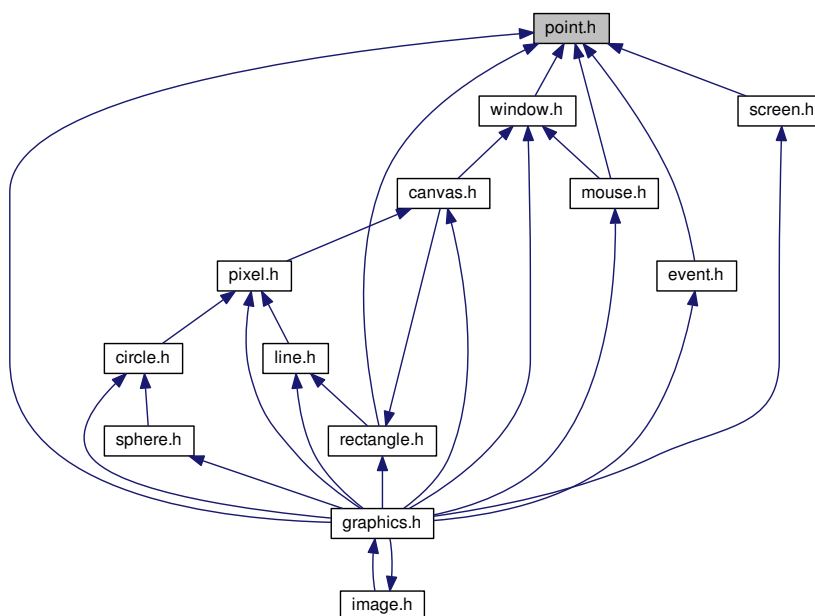 point.h
window.h
screen.h
canvas.h
mouse.h
pixel.h
event.h
circle.h
line.h
sphere.h
rectangle.h
graphics.h
image.h